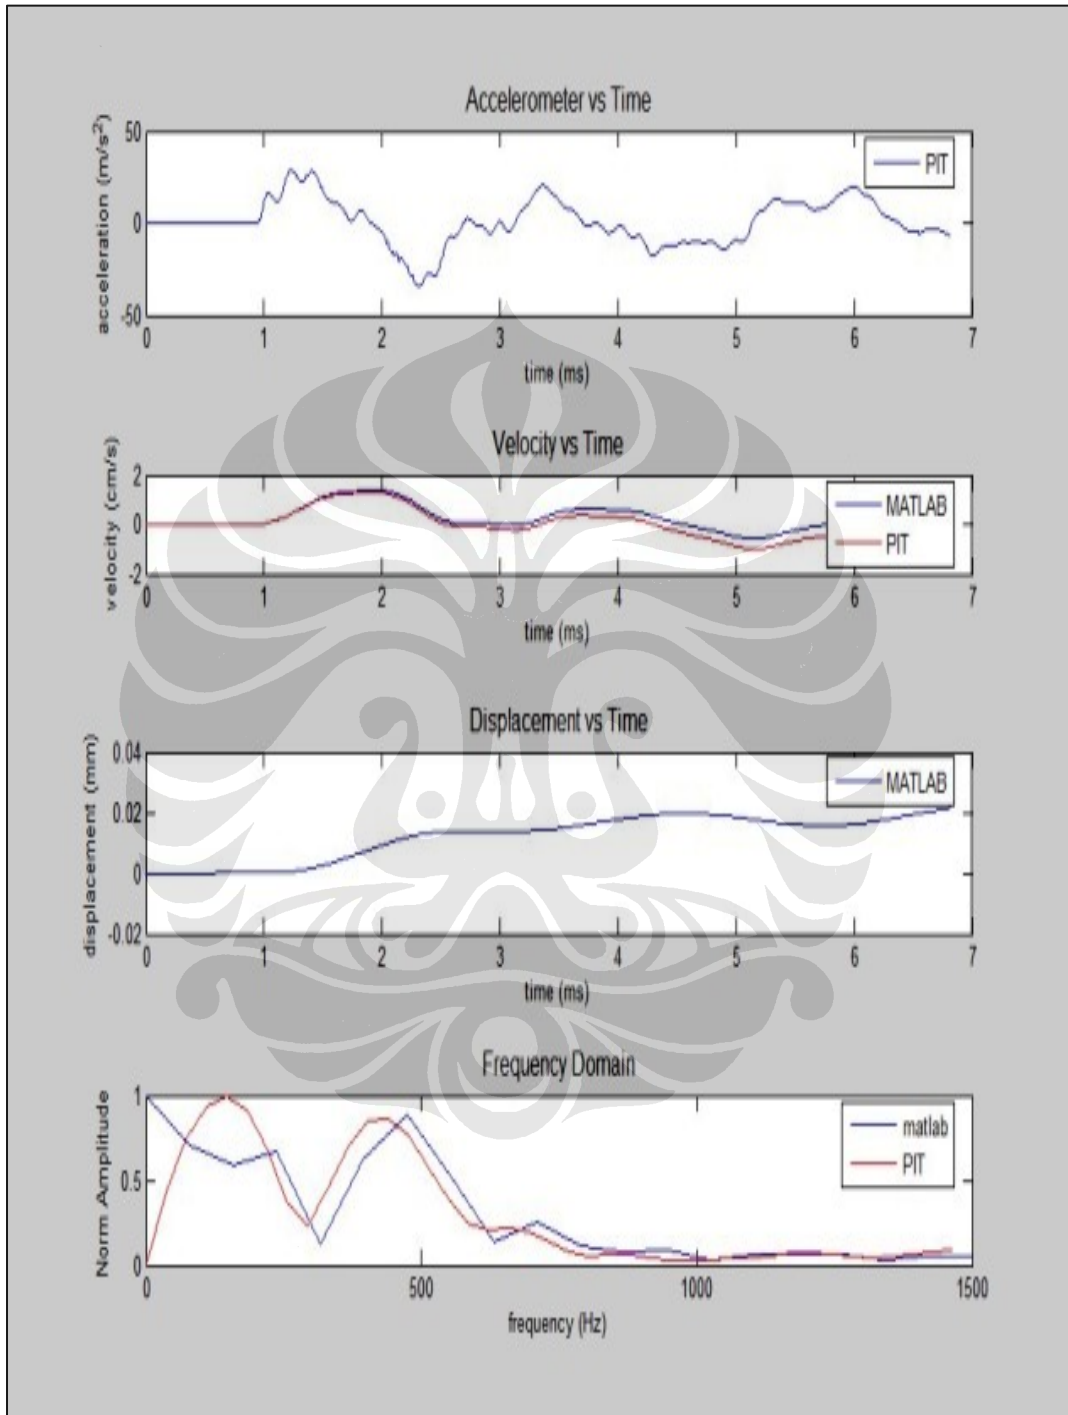 Accelerometer vs Time
acceleration (m/s²)
50
0
-50
PIT
0 1 2 3 4 5 6 7
time (ms)
Velocity vs Time
velocity (cm/s)
2
0
-2
MATLAB
PIT
0 1 2 3 4 5 6 7
time (ms)
Displacement vs Time
displacement (mm)
0.04
0.02
0
-0.02
MATLAB
0 1 2 3 4 5 6 7
time (ms)
Frequency Domain
Norm Amplitude
1
0.5
0
matlab
PIT
0 500 1000 1500
frequency (Hz)